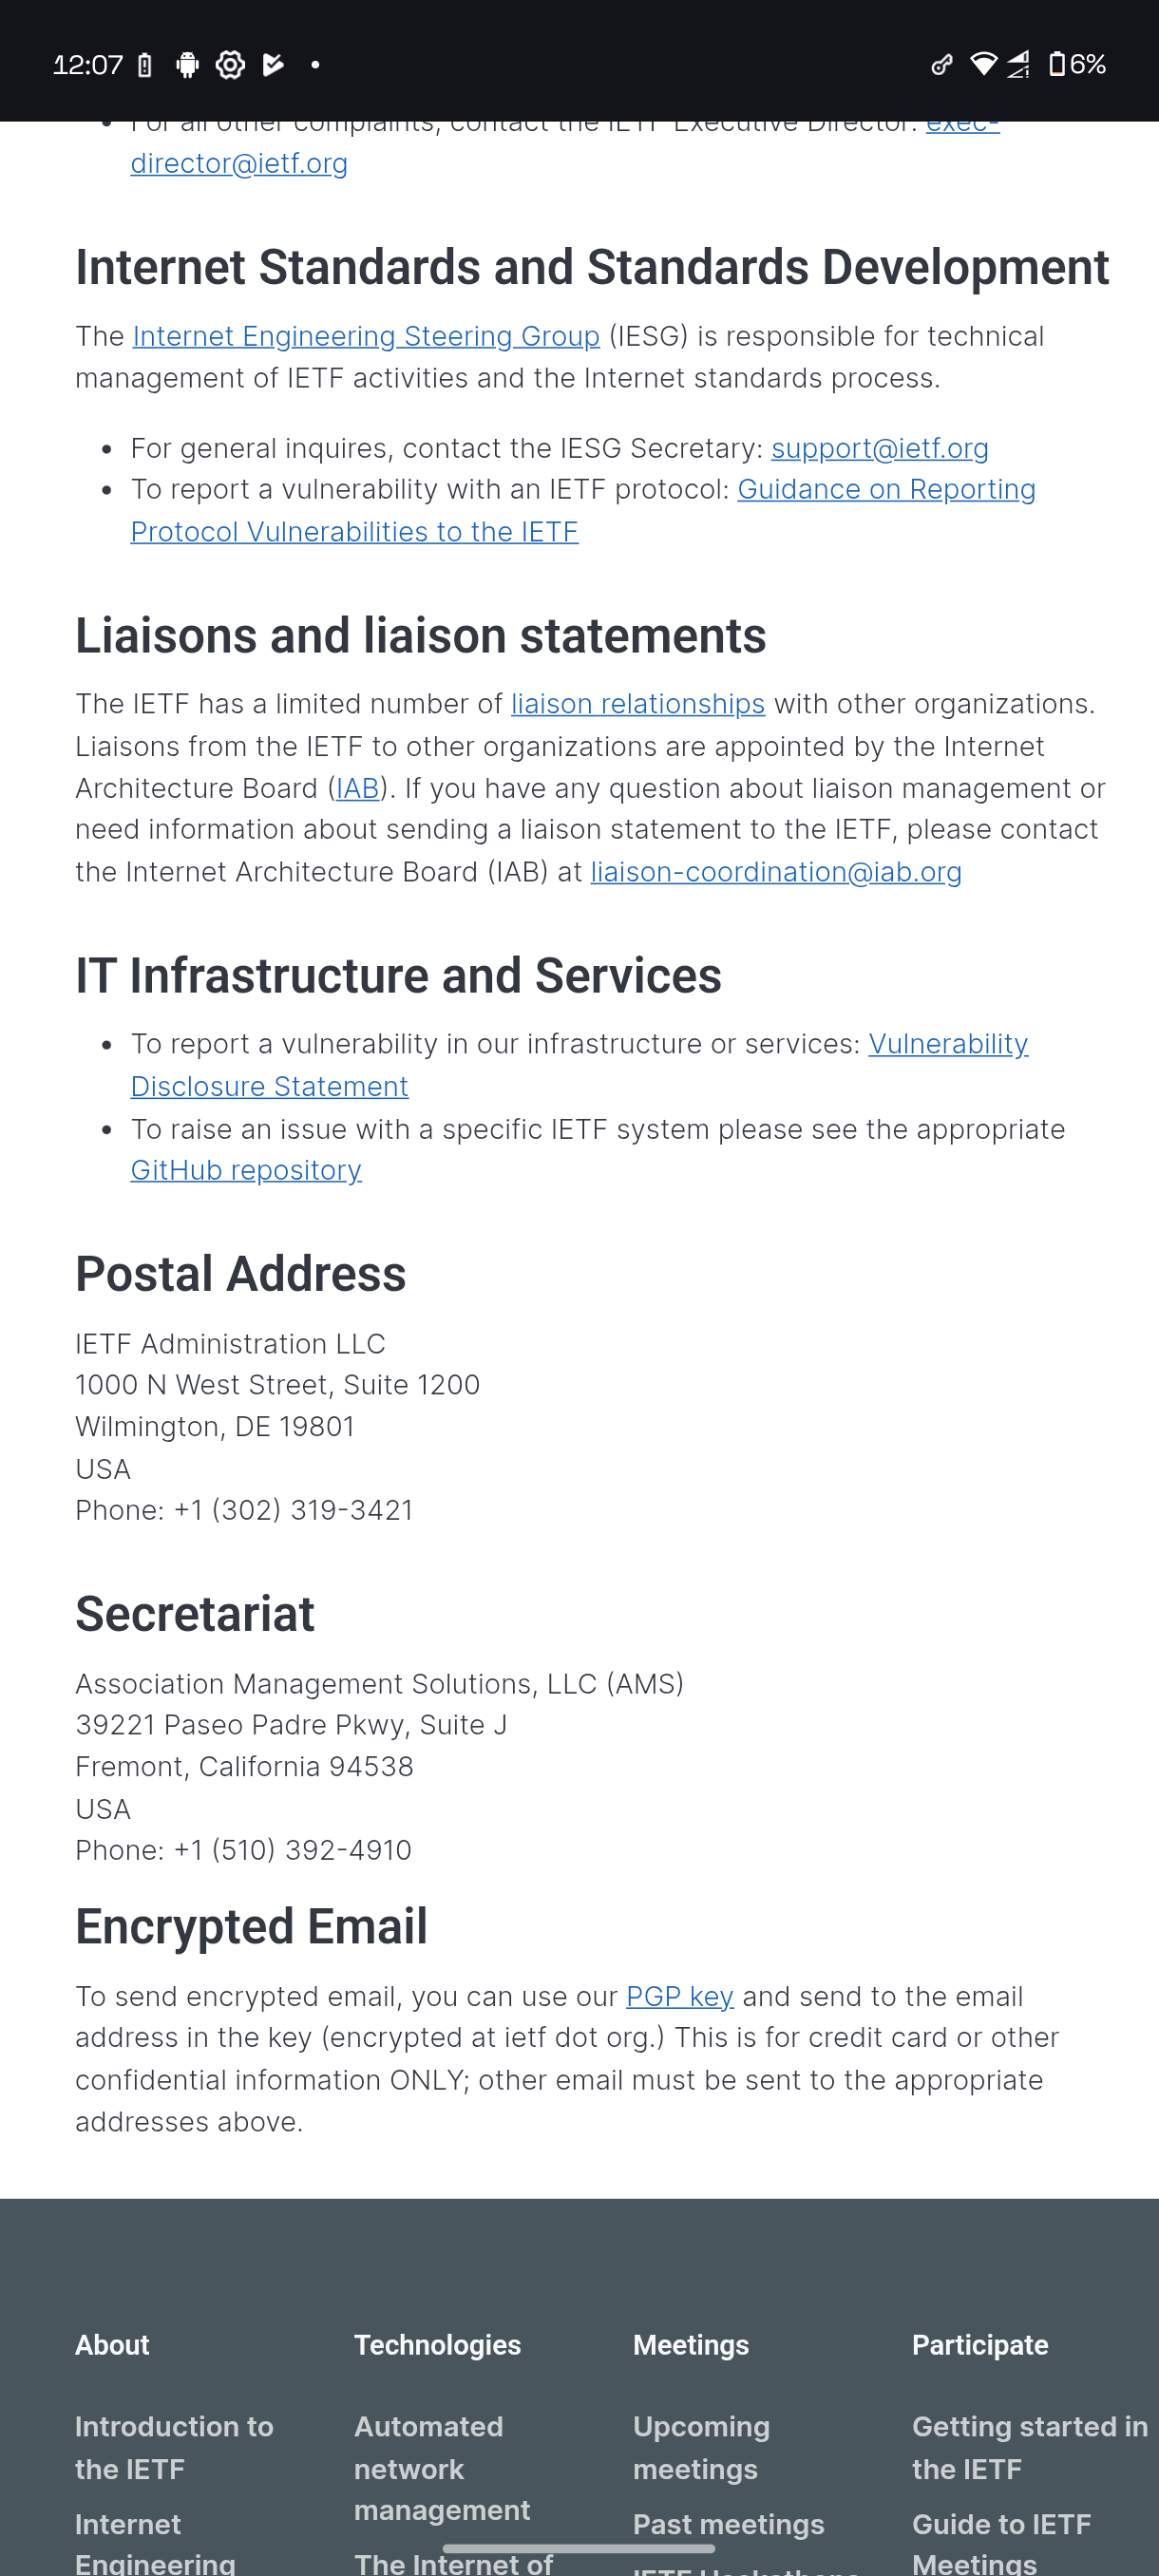 12:07
6%
For all other complaints, contact the IETF Executive Director: exec-
director@ietf.org
Internet Standards and Standards Development
The Internet Engineering Steering Group (IESG) is responsible for technical
management of IETF activities and the Internet standards process.
• For general inquires, contact the IESG Secretary: support@ietf.org
• To report a vulnerability with an IETF protocol: Guidance on Reporting
Protocol Vulnerabilities to the IETF
Liaisons and liaison statements
The IETF has a limited number of liaison relationships with other organizations.
Liaisons from the IETF to other organizations are appointed by the Internet
Architecture Board (IAB). If you have any question about liaison management or
need information about sending a liaison statement to the IETF, please contact
the Internet Architecture Board (IAB) at liaison-coordination@iab.org
IT Infrastructure and Services
• To report a vulnerability in our infrastructure or services: Vulnerability
Disclosure Statement
• To raise an issue with a specific IETF system please see the appropriate
GitHub repository
Postal Address
IETF Administration LLC
1000 N West Street, Suite 1200
Wilmington, DE 19801
USA
Phone: +1 (302) 319-3421
Secretariat
Association Management Solutions, LLC (AMS)
39221 Paseo Padre Pkwy, Suite J
Fremont, California 94538
USA
Phone: +1 (510) 392-4910
Encrypted Email
To send encrypted email, you can use our PGP key and send to the email
address in the key (encrypted at ietf dot org.) This is for credit card or other
confidential information ONLY; other email must be sent to the appropriate
addresses above.
About
Introduction to
the IETF
Internet
Engineering
Technologies
Automated
network
management
The Internet of
Meetings
Upcoming
meetings
Past meetings
IETF Hackathons
Participate
Getting started in
the IETF
Guide to IETF
Meetings